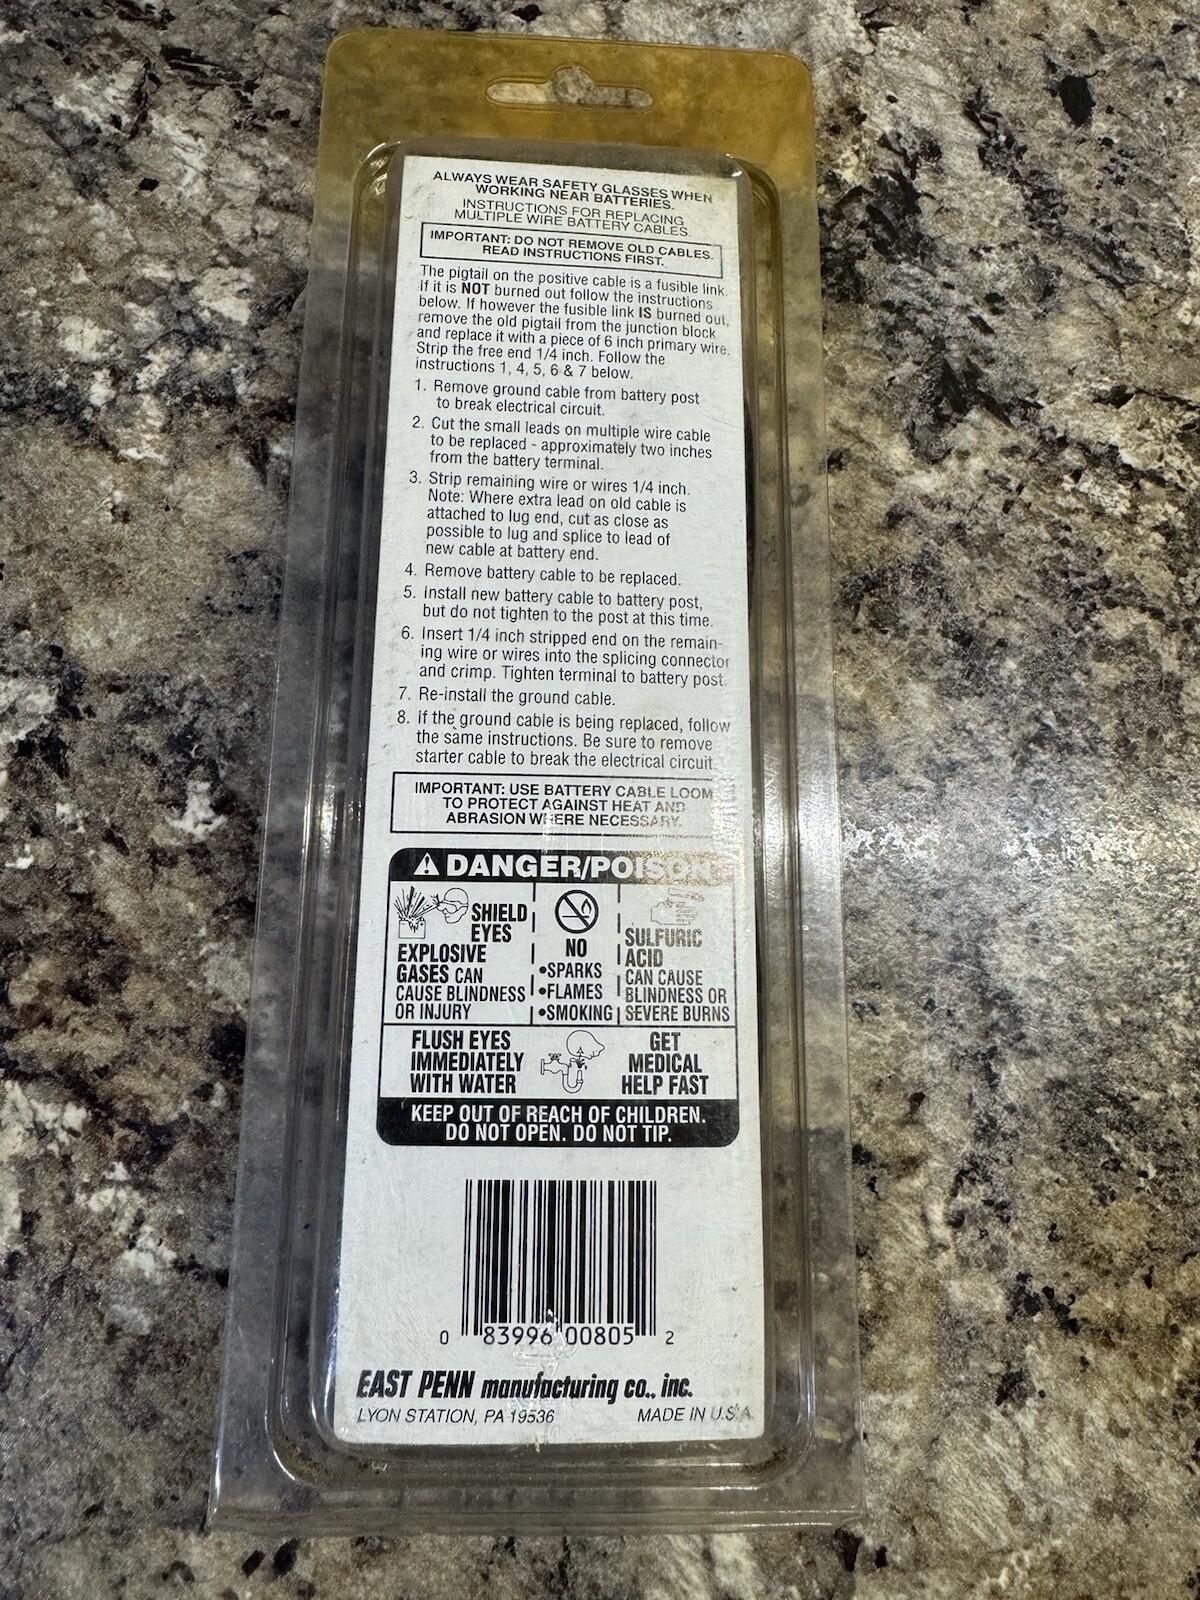 ALWAYS WEAR SAFETY GLASSES WHEN
WORKING NEAR BATTERIES.
INSTRUCTIONS FOR REPLACING
MULTIPLE WIRE BATTERY CABLES.
IMPORTANT: DO NOT REMOVE OLD CABLES.
READ INSTRUCTIONS FIRST.
The pigtail on the positive cable is a fusible link.
If it is NOT burned out follow the instructions
below. If however the fusible link IS burned out,
remove the old pigtail from the junction block
and replace it with a piece of 6 inch primary wire.
Strip the free end 1/4 inch. Follow the
instructions 1, 4, 5, 6 & 7 below.
1. Remove ground cable from battery post
to break electrical circuit.
2. Cut the small leads on multiple wire cable
to be replaced - approximately two inches
from the battery terminal.
3. Strip remaining wire or wires 1/4 inch.
Note: Where extra lead on old cable is
attached to lug end, cut as close as
possible to lug and splice to lead of
new cable at battery end.
4. Remove battery cable to be replaced.
5. Install new battery cable to battery post,
but do not tighten to the post at this time.
6. Insert 1/4 inch stripped end on the remain-
ing wire or wires into the splicing connector
and crimp. Tighten terminal to battery post.
7. Re-install the ground cable.
8. If the ground cable is being replaced, follow
the same instructions. Be sure to remove
starter cable to break the electrical circuit.
IMPORTANT: USE BATTERY CABLE LOOM
TO PROTECT AGAINST HEAT AND
ABRASION WHERE NECESSARY.
DANGER/POISON
SHIELD
EYES
EXPLOSIVE
GASES CAN
CAUSE BLINDNESS
OR INJURY
NO
•SPARKS
•FLAMES
•SMOKING
SULFURIC
ACID
CAN CAUSE
BLINDNESS OR
SEVERE BURNS
FLUSH EYES
IMMEDIATELY
WITH WATER
GET
MEDICAL
HELP FAST
KEEP OUT OF REACH OF CHILDREN.
DO NOT OPEN. DO NOT TIP.
0 83996 00805 2
EAST PENN manufacturing co., inc.
LYON STATION, PA 19536 MADE IN U.S.A.